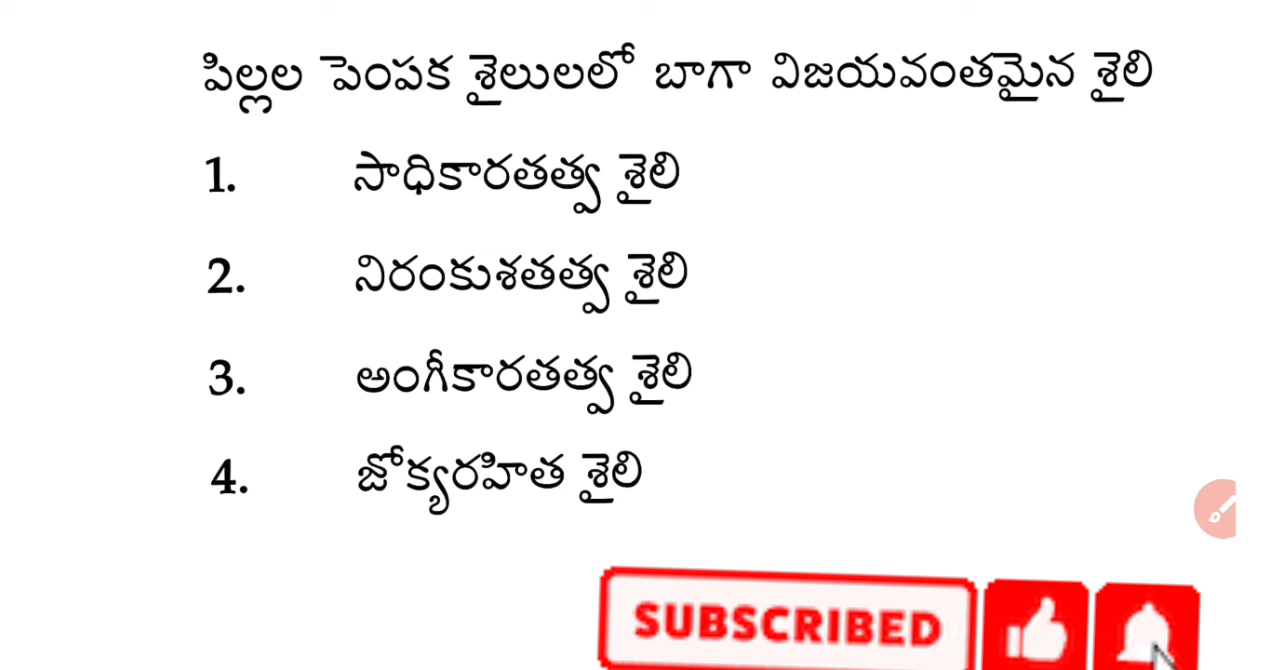 పిల్లల పెంపక శైలులలో బాగా విజయవంతమైన శైలి
1. సాధికారతత్వ శైలి
2. నిరంకుశతత్వ శైలి
3. అంగీకారతత్వ శైలి
4. జోక్యరహిత శైలి
SUBSCRIBED